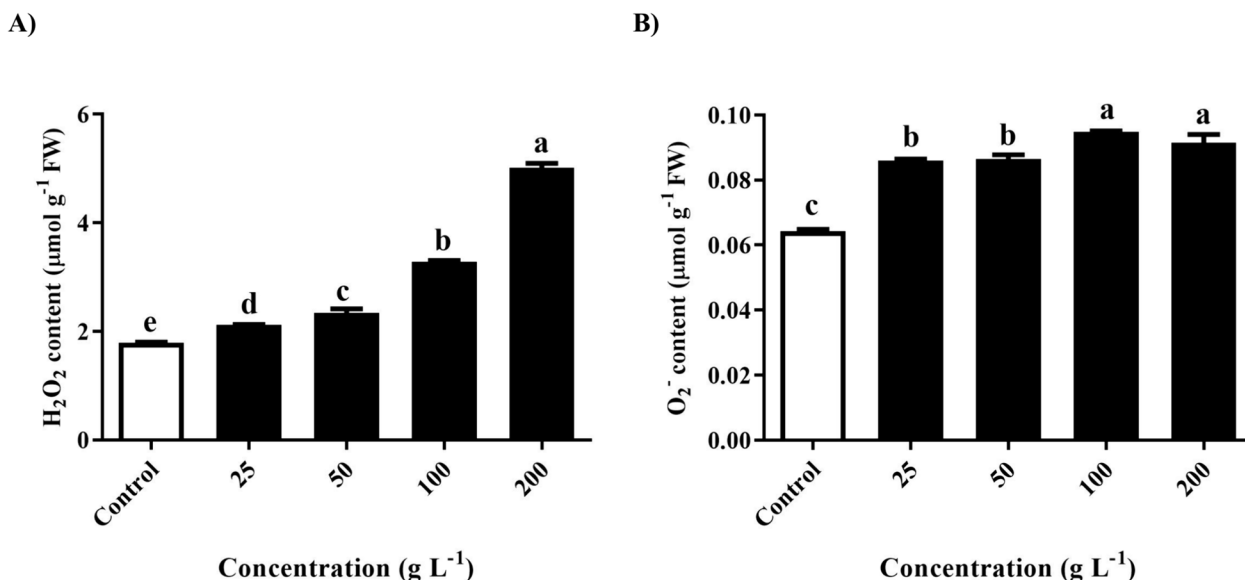 A)
H₂O₂ content (μmol g⁻¹ FW)
6
4
2
0
e
d
c
b
a
Control
25
50
100
200
Concentration (g L⁻¹)
B)
O₂⁻ content (μmol g⁻¹ FW)
0.10
0.08
0.06
0.04
0.02
0.00
c
b
b
a
a
Control
25
50
100
200
Concentration (g L⁻¹)